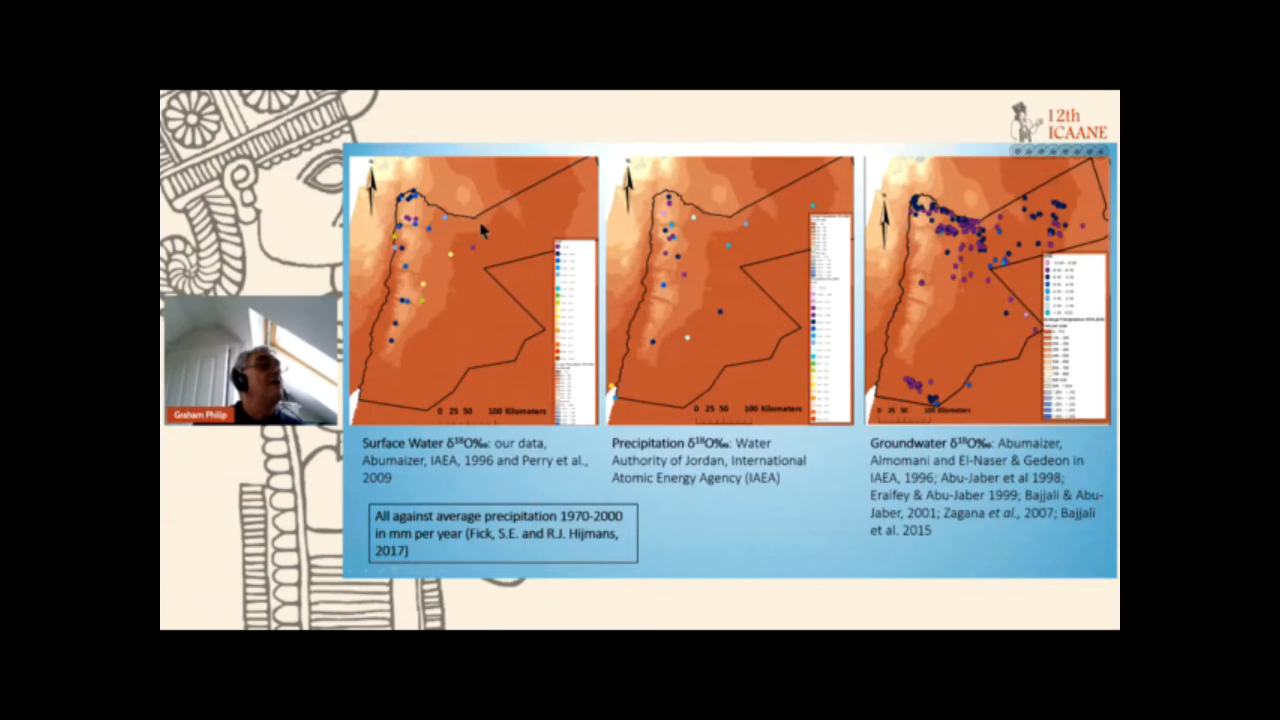 12th
ICAANE
N
N
N
0 25 50 100 Kilometers
0 25 50 100 Kilometers
0 25 50 100 Kilometers
Graham Philip
Surface Water δ¹⁸O‰: our data,
Abumaizer, IAEA, 1996 and Perry et al.,
2009
Precipitation δ¹⁸O‰: Water
Authority of Jordan, International
Atomic Energy Agency (IAEA)
Groundwater δ¹⁸O‰: Abumaizer,
Almomani and El-Naser & Gedeon in
IAEA, 1996; Abu-Jaber et al 1998;
Eraifey & Abu-Jaber 1999; Bajjali & Abu-
Jaber, 2001; Zagana et al., 2007; Bajjali
et al. 2015
All against average precipitation 1970-2000
in mm per year (Fick, S.E. and R.J. Hijmans,
2017)